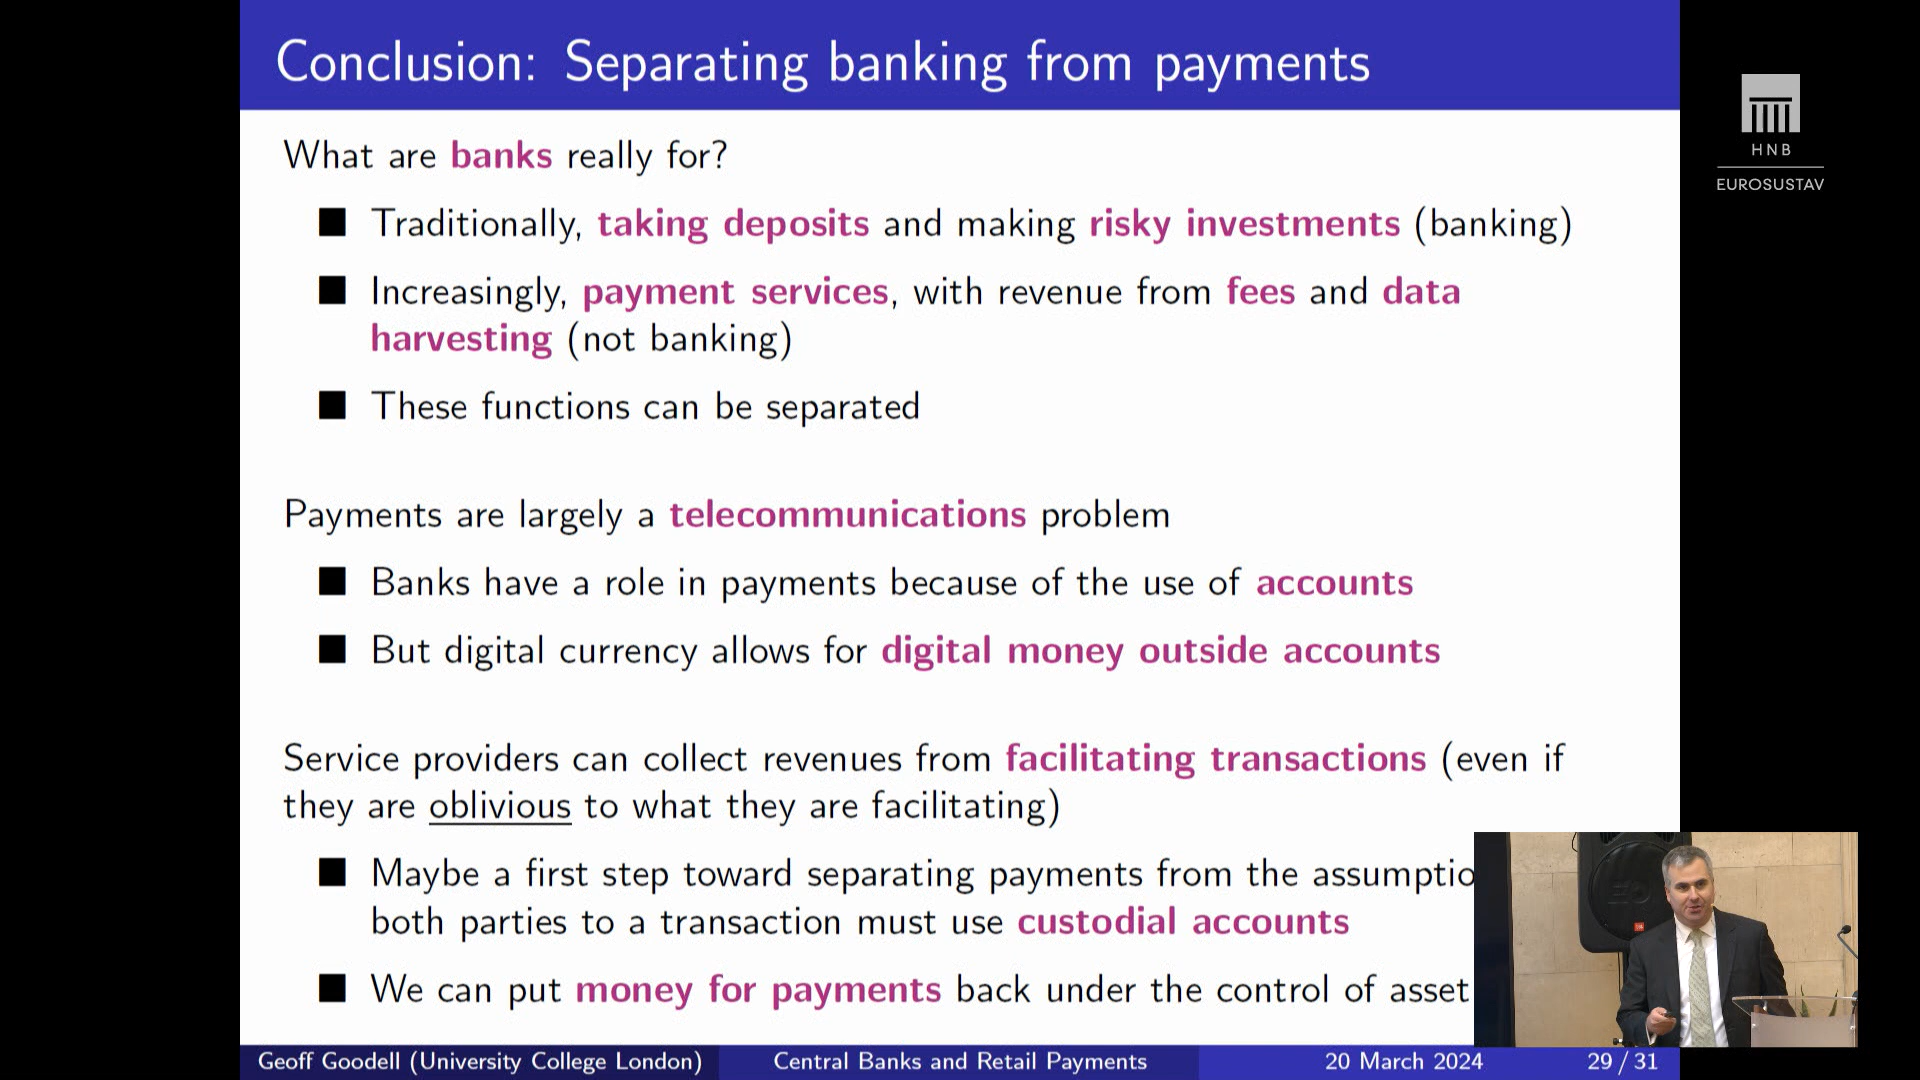 Conclusion: Separating banking from payments
What are banks really for?
■ Traditionally, taking deposits and making risky investments (banking)
■ Increasingly, payment services, with revenue from fees and data
harvesting (not banking)
■ These functions can be separated
Payments are largely a telecommunications problem
■ Banks have a role in payments because of the use of accounts
■ But digital currency allows for digital money outside accounts
Service providers can collect revenues from facilitating transactions (even if
they are oblivious to what they are facilitating)
■ Maybe a first step toward separating payments from the assumptio
both parties to a transaction must use custodial accounts
■ We can put money for payments back under the control of asset
Geoff Goodell (University College London) Central Banks and Retail Payments 20 March 2024 29 / 31
HNB
EUROSUSTAV